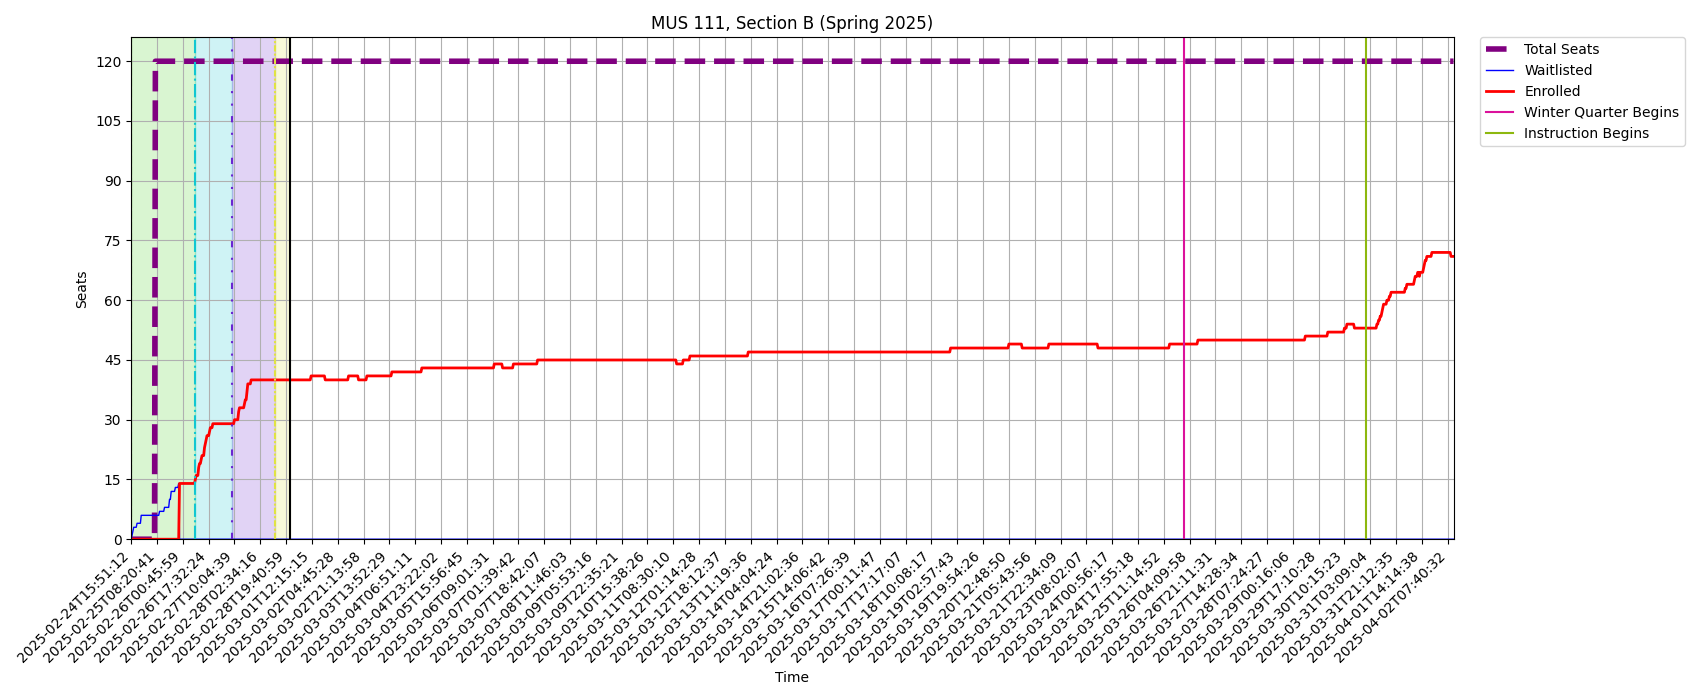 MUS 111, Section B (Spring 2025)
Total Seats
Waitlisted
Enrolled
Winter Quarter Begins
Instruction Begins
Seats
120
105
90
75
60
45
30
15
0
2025-02-24T15:51:12
2025-02-25T08:20:41
2025-02-26T00:45:59
2025-02-26T17:32:24
2025-02-27T10:04:39
2025-02-28T02:34:16
2025-02-28T19:40:59
2025-03-01T12:15:15
2025-03-02T04:45:28
2025-03-02T21:13:58
2025-03-03T13:52:29
2025-03-04T06:51:11
2025-03-04T23:22:02
2025-03-05T15:56:45
2025-03-06T09:01:31
2025-03-07T01:39:42
2025-03-07T18:42:07
2025-03-08T11:46:03
2025-03-09T05:53:16
2025-03-09T22:35:21
2025-03-10T15:38:26
2025-03-11T08:30:10
2025-03-12T01:14:28
2025-03-12T18:12:37
2025-03-13T11:19:36
2025-03-14T04:04:24
2025-03-14T21:02:36
2025-03-15T14:06:42
2025-03-16T07:26:39
2025-03-17T00:11:47
2025-03-17T17:17:07
2025-03-18T10:08:17
2025-03-19T02:57:43
2025-03-19T19:54:26
2025-03-20T12:48:50
2025-03-21T05:43:56
2025-03-21T22:34:09
2025-03-23T08:02:07
2025-03-24T00:56:17
2025-03-24T17:55:18
2025-03-25T11:14:52
2025-03-26T04:09:58
2025-03-26T21:11:31
2025-03-27T14:28:34
2025-03-28T07:24:27
2025-03-29T00:16:06
2025-03-29T17:10:28
2025-03-30T10:15:23
2025-03-31T03:09:04
2025-03-31T21:12:35
2025-04-01T14:14:38
2025-04-02T07:40:32
Time